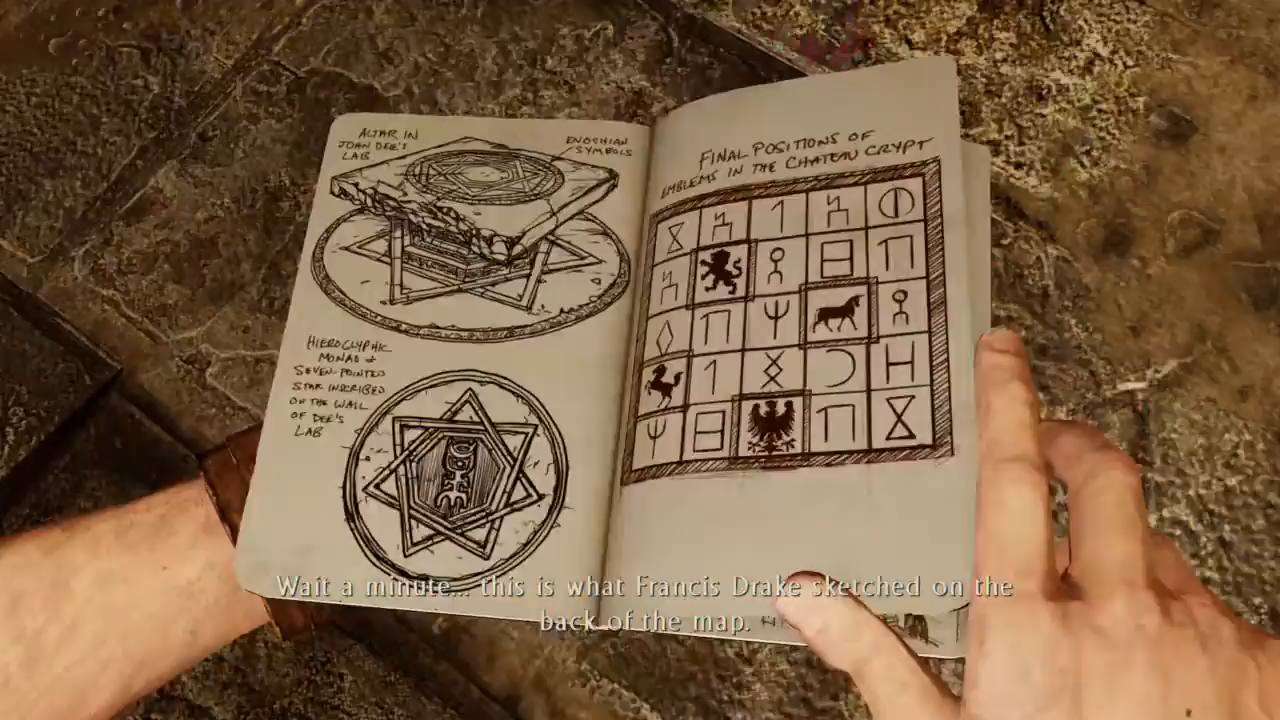 ALTAR IN
JOHN DEE'S
LAB
ENOCHIAN
SYMBOLS
HIEROGLYPHIC
MONAD &
SEVEN-POINTED
STAR INSCRIBED
ON THE WALL
OF DEE'S
LAB
FINAL POSITIONS OF
EMBLEMS IN THE CHATEAU CRYPT
Wait a minute... this is what Francis Drake sketched on the
back of the map.